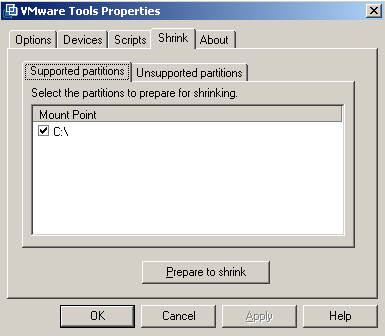 VMware Tools Properties
Options Devices Scripts Shrink About
Supported partitions Unsupported partitions
Select the partitions to prepare for shrinking.
Mount Point
C:\
Prepare to shrink
OK Cancel Apply Help